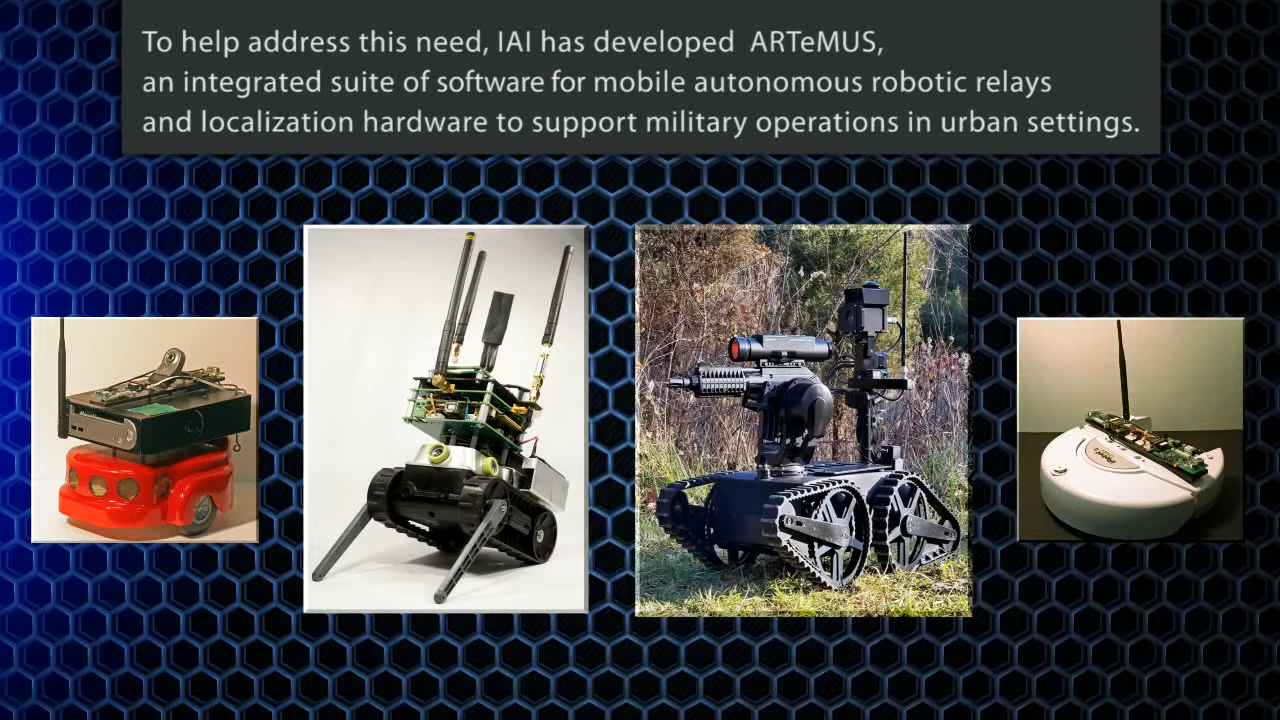 To help address this need, IAI has developed ARTeMUS,
an integrated suite of software for mobile autonomous robotic relays
and localization hardware to support military operations in urban settings.